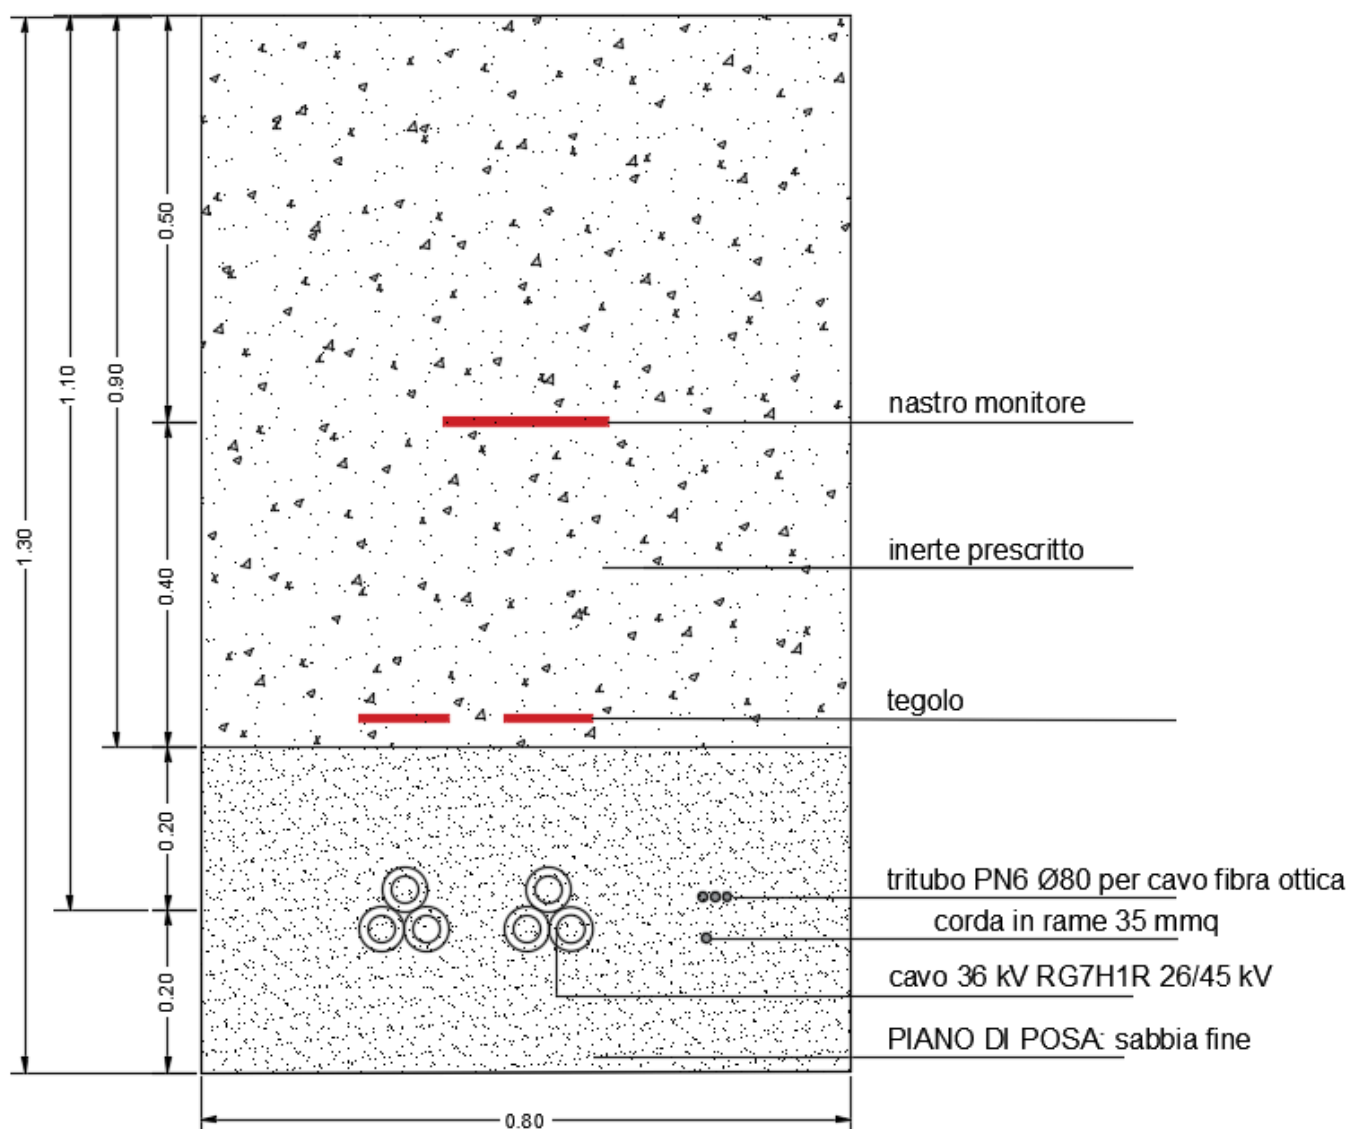 0.50
1.10
0.90
nastro monitore
1.30
inerte prescritto
0.40
tegolo
0.20
tritubo PN6 Ø80 per cavo fibra ottica
corda in rame 35 mmq
cavo 36 kV RG7H1R 26/45 kV
0.20
PIANO DI POSA: sabbia fine
0.80